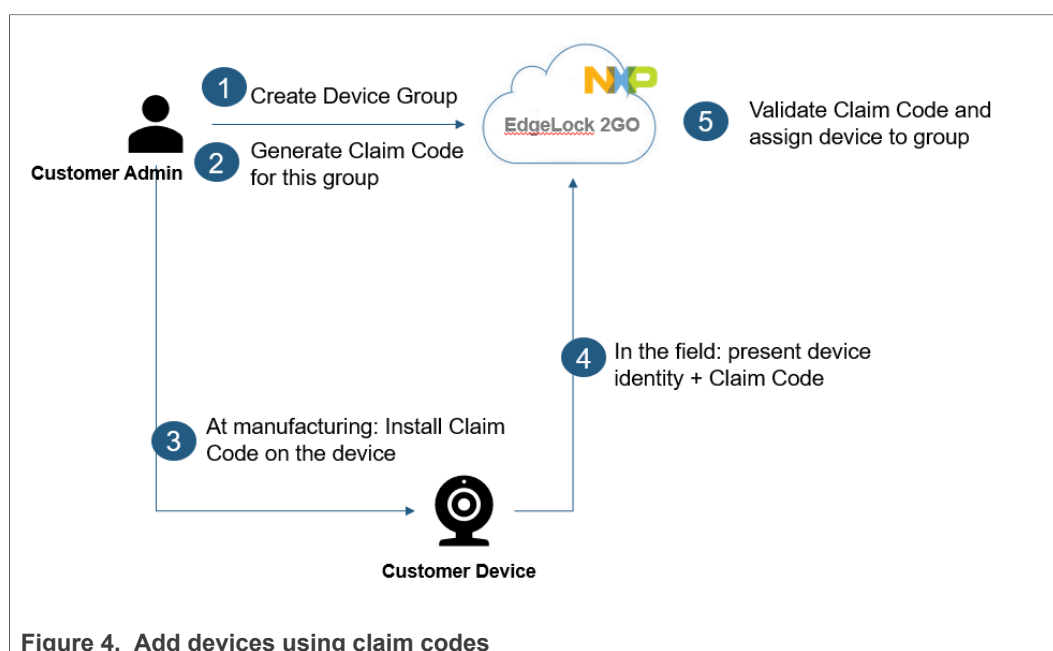 1
Create Device Group
2
Generate Claim Code
for this group
Customer Admin
NXP
EdgeLock 2GO
5
Validate Claim Code and
assign device to group
4
In the field: present device
identity + Claim Code
3
At manufacturing: Install Claim
Code on the device
Customer Device
Figure 4. Add devices using claim codes